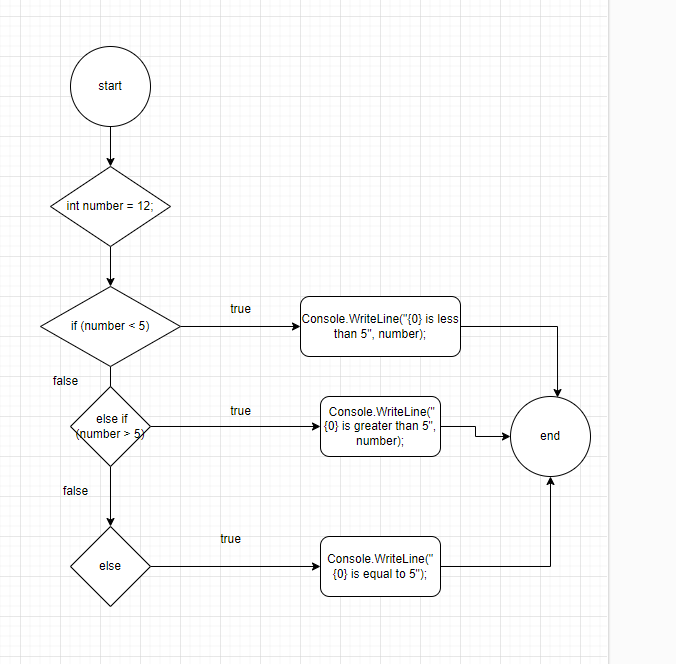 start
int number = 12;
if (number < 5)
true
Console.WriteLine("{0} is less
than 5", number);
false
else if
(number > 5)
true
Console.WriteLine("
{0} is greater than 5",
number);
end
false
else
true
Console.WriteLine("
{0} is equal to 5");